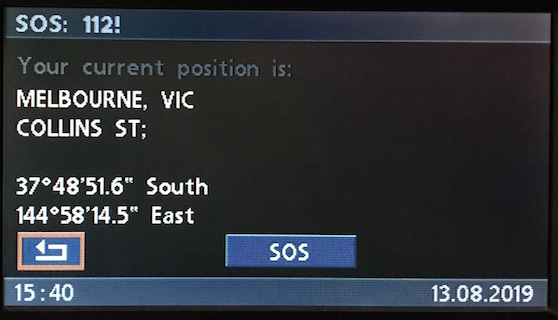 SOS: 112!
Your current position is:
MELBOURNE, VIC
COLLINS ST;
37°48'51.6" South
144°58'14.5" East
SOS
15:40 13.08.2019